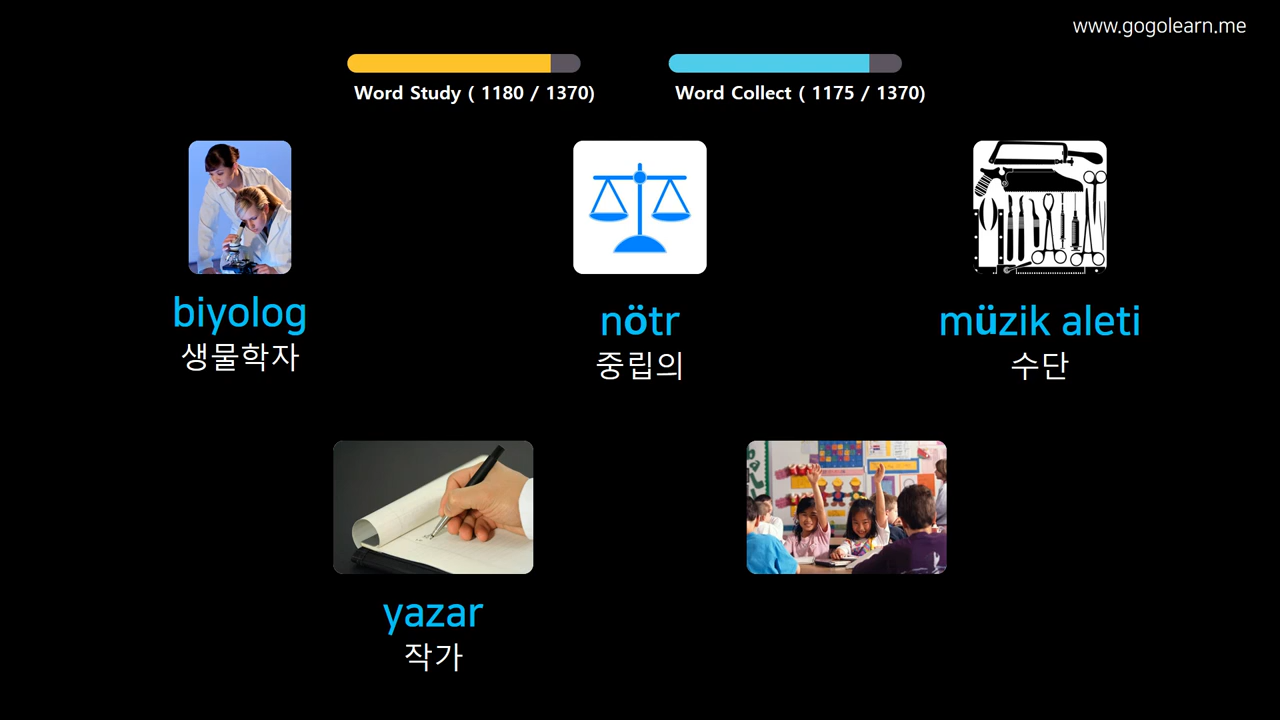 www.gogolearn.me
Word Study ( 1180 / 1370)
Word Collect ( 1175 / 1370)
biyolog
생물학자
nötr
중립의
müzik aleti
수단
yazar
작가